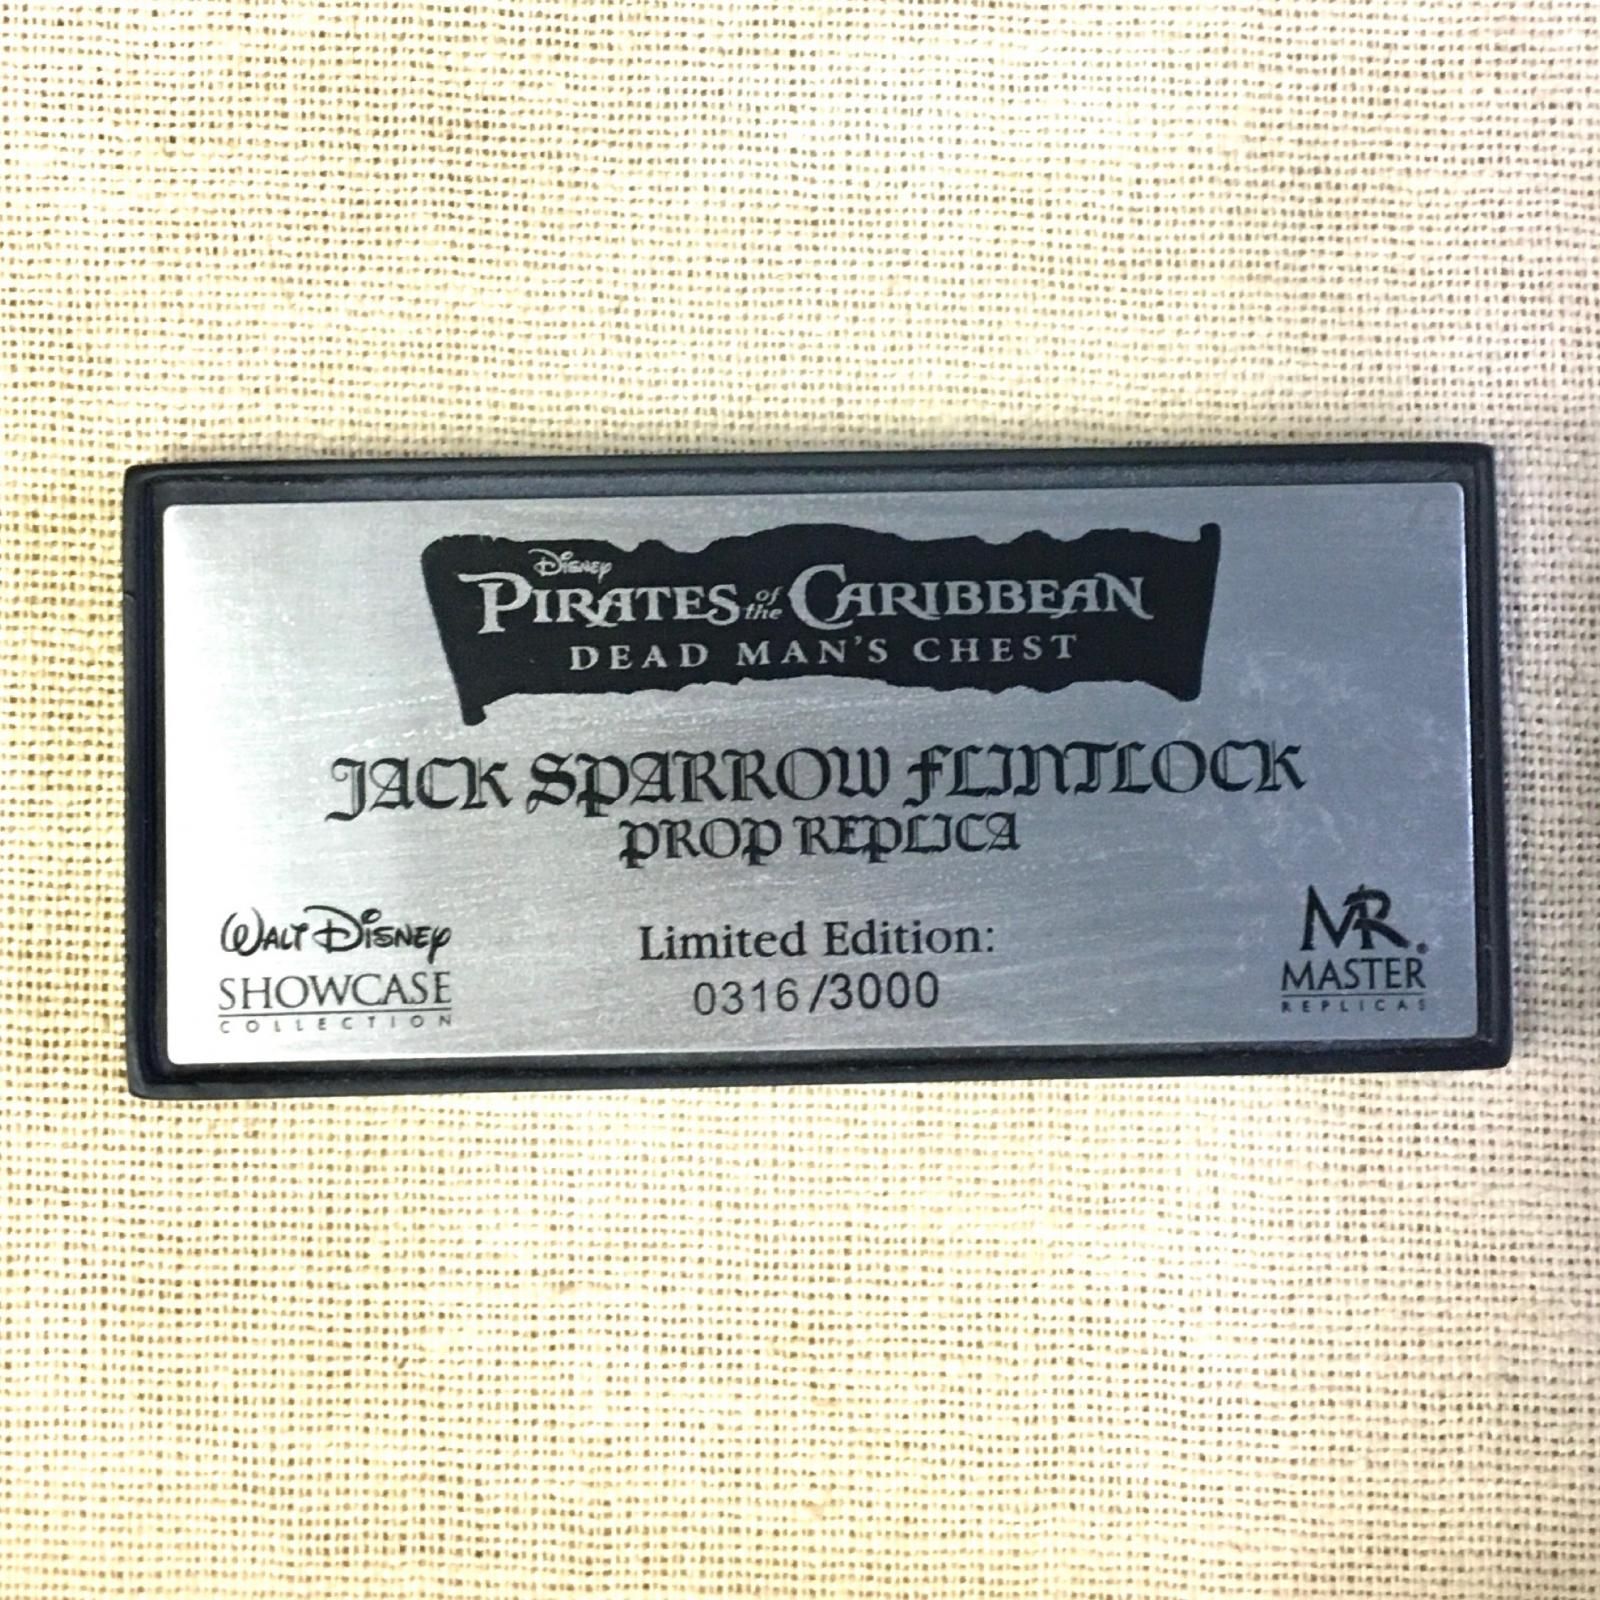 Disney
PIRATES of the CARIBBEAN
DEAD MAN'S CHEST
JACK SPARROW FLINTLOCK
PROP REPLICA
WALT DISNEY
SHOWCASE
COLLECTION
Limited Edition:
0316/3000
MR®
MASTER
REPLICAS